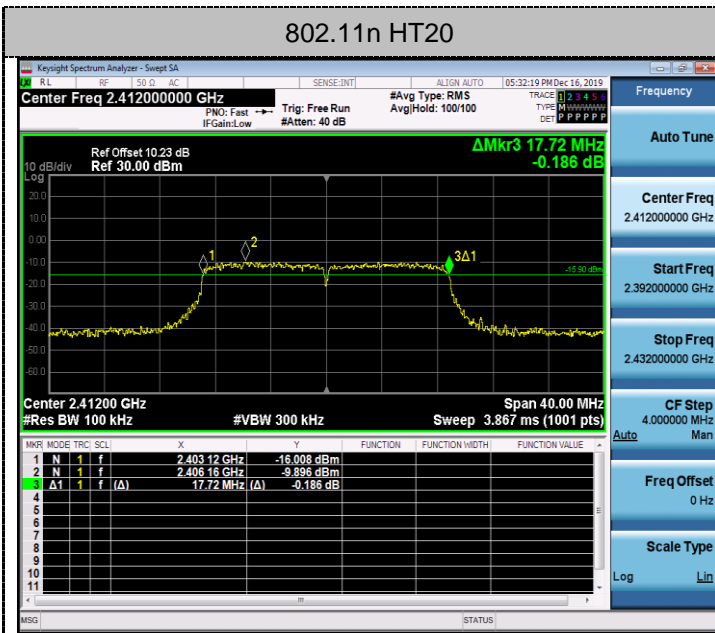 802.11n HT20
Keysight Spectrum Analyzer - Swept SA
RL RF 50 Ω AC SENSE:INT ALIGN AUTO 05:32:19 PM Dec 16, 2019
Center Freq 2.412000000 GHz #Avg Type: RMS TRACE 1 2 3 4 5 6
PNO: Fast Trig: Free Run Avg|Hold: 100/100 TYPE M WWWWW
IFGain:Low #Atten: 40 dB DET P P P P P P
Frequency
Auto Tune
Center Freq
2.412000000 GHz
Start Freq
2.392000000 GHz
Stop Freq
2.432000000 GHz
CF Step
4.000000 MHz
Auto Man
Freq Offset
0 Hz
Scale Type
Log Lin
Ref Offset 10.23 dB ΔMkr3 17.72 MHz
10 dB/div Ref 30.00 dBm -0.186 dB
Log
20.0
10.0
0.00
-10.0
-20.0
-30.0
-40.0
-50.0
-60.0
1
2
3Δ1
-15.90 dBm
Center 2.41200 GHz Span 40.00 MHz
#Res BW 100 kHz #VBW 300 kHz Sweep 3.867 ms (1001 pts)
MKR MODE TRC SCL X Y FUNCTION FUNCTION WIDTH FUNCTION VALUE
1 N 1 f 2.403 12 GHz -16.008 dBm
2 N 1 f 2.406 16 GHz -9.896 dBm
3 Δ1 1 f (Δ) 17.72 MHz (Δ) -0.186 dB
4
5
6
7
8
9
10
11
MSG STATUS